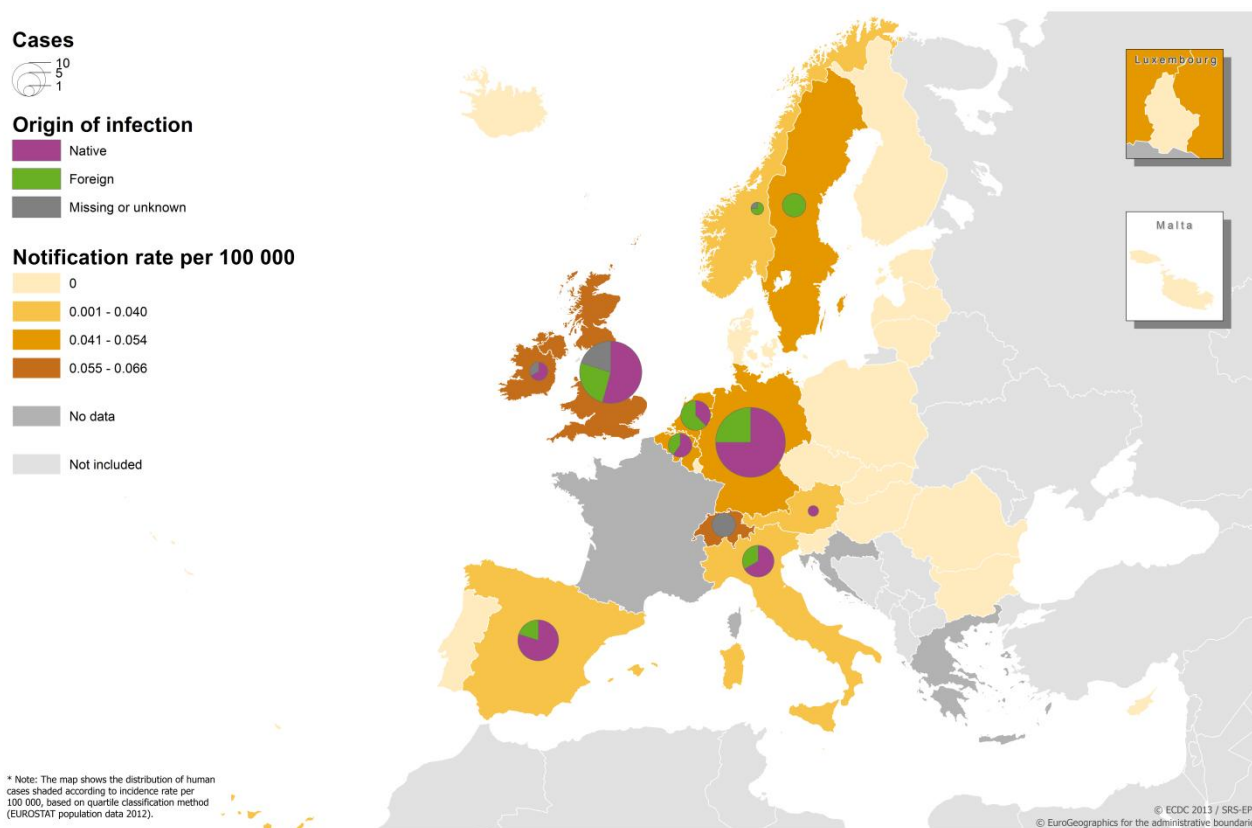 Cases
10
5
1
Origin of infection
Native
Foreign
Missing or unknown
Notification rate per 100 000
0
0.001 - 0.040
0.041 - 0.054
0.055 - 0.066
No data
Not included
Luxembourg
Malta
* Note: The map shows the distribution of human
cases shaded according to incidence rate per
100 000, based on quartile classification method
(EUROSTAT population data 2012).
© ECDC 2013 / SRS-EP
© EuroGeographics for the administrative boundarie